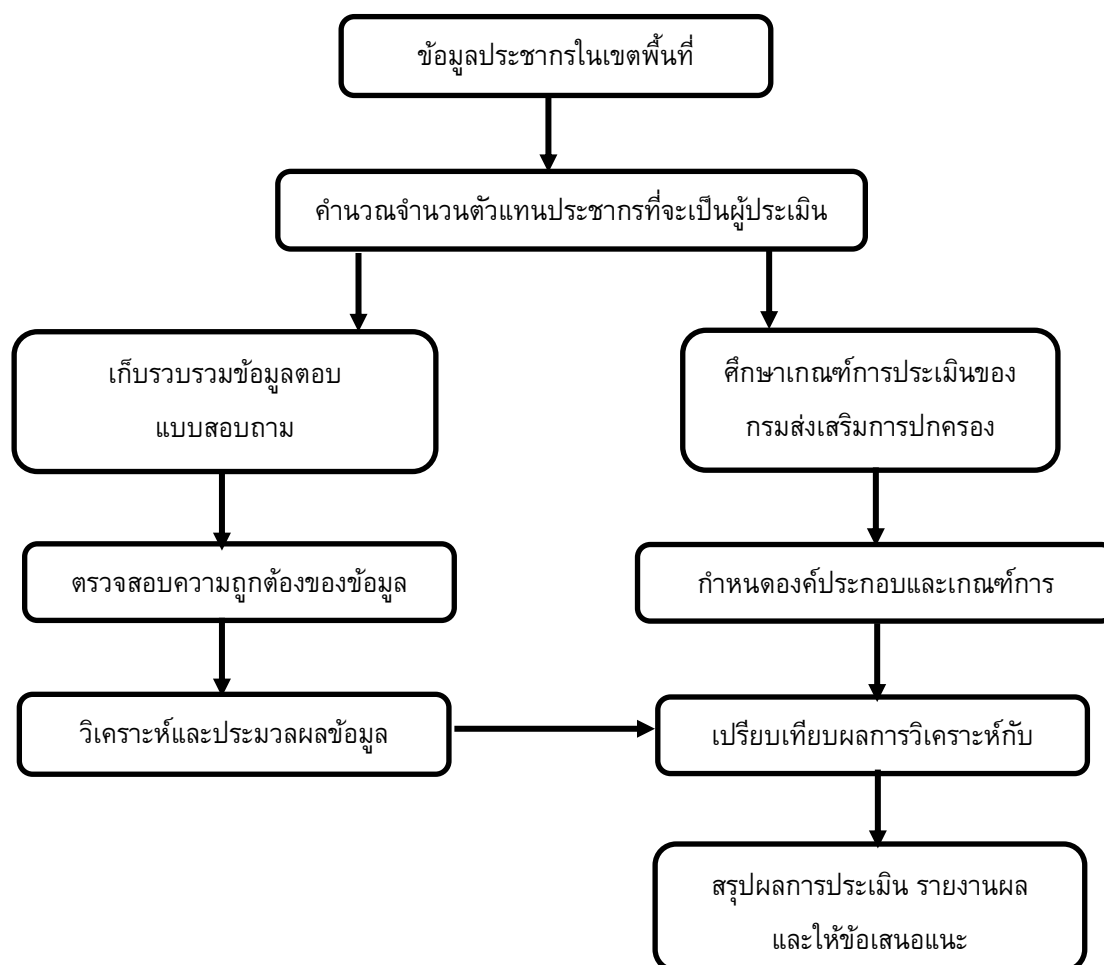 ข้อมูลประชากรในเขตพื้นที่
คำนวณจำนวนตัวแทนประชากรที่จะเป็นผู้ประเมิน
เก็บรวบรวมข้อมูลตอบ
แบบสอบถาม
ศึกษาเกณฑ์การประเมินของ
กรมส่งเสริมการปกครอง
ตรวจสอบความถูกต้องของข้อมูล
กำหนดองค์ประกอบและเกณฑ์การ
วิเคราะห์และประมวลผลข้อมูล
เปรียบเทียบผลการวิเคราะห์กับ
สรุปผลการประเมิน รายงานผล
และให้ข้อเสนอแนะ